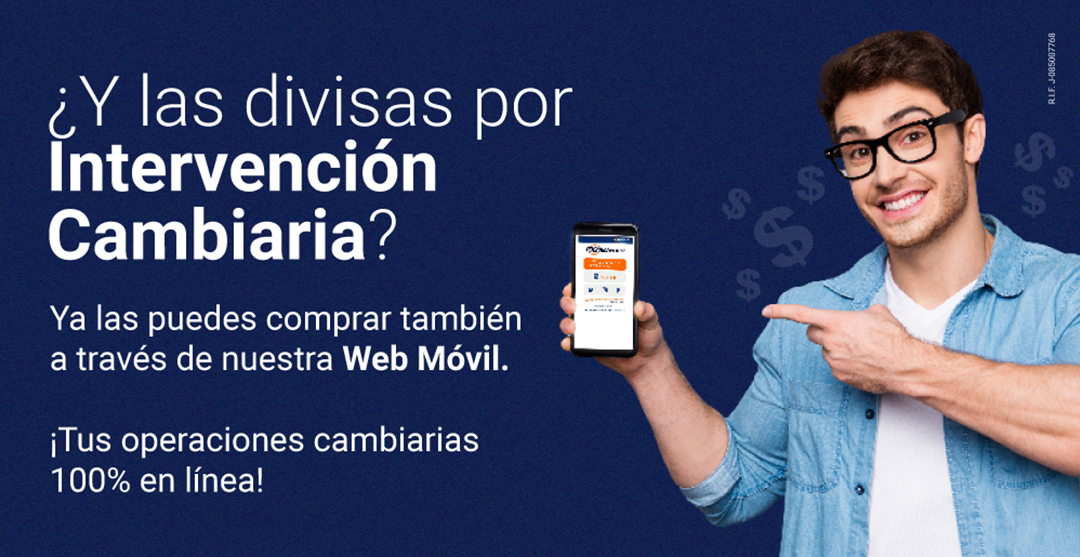 ¿Y las divisas por
Intervención
Cambiaria?
Ya las puedes comprar también
a través de nuestra Web Móvil.
¡Tus operaciones cambiarias
100% en línea!
R.I.F. J-085007768